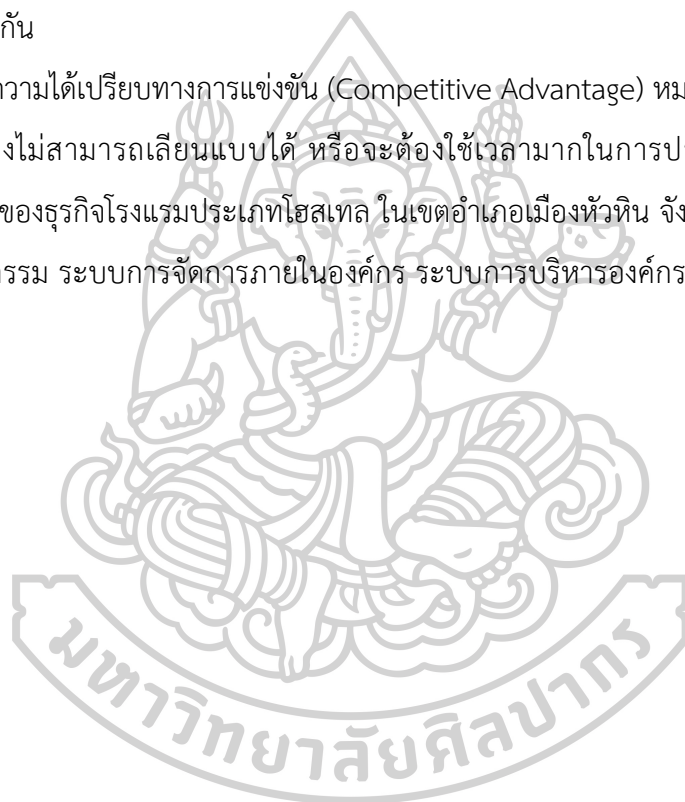 กัน
วามได้เปรียบทางการแข่งขัน (Competitive Advantage) หม
งไม่สามารถเลียนแบบได้ หรือจะต้องใช้เวลามากในการป
ของธุรกิจโรงแรมประเภทโฮสเทล ในเขตอำเภอเมืองหัวหิน จัง
รรม ระบบการจัดการภายในองค์กร ระบบการบริหารองค์กร
มหาวิทยาลัยศิลปากร